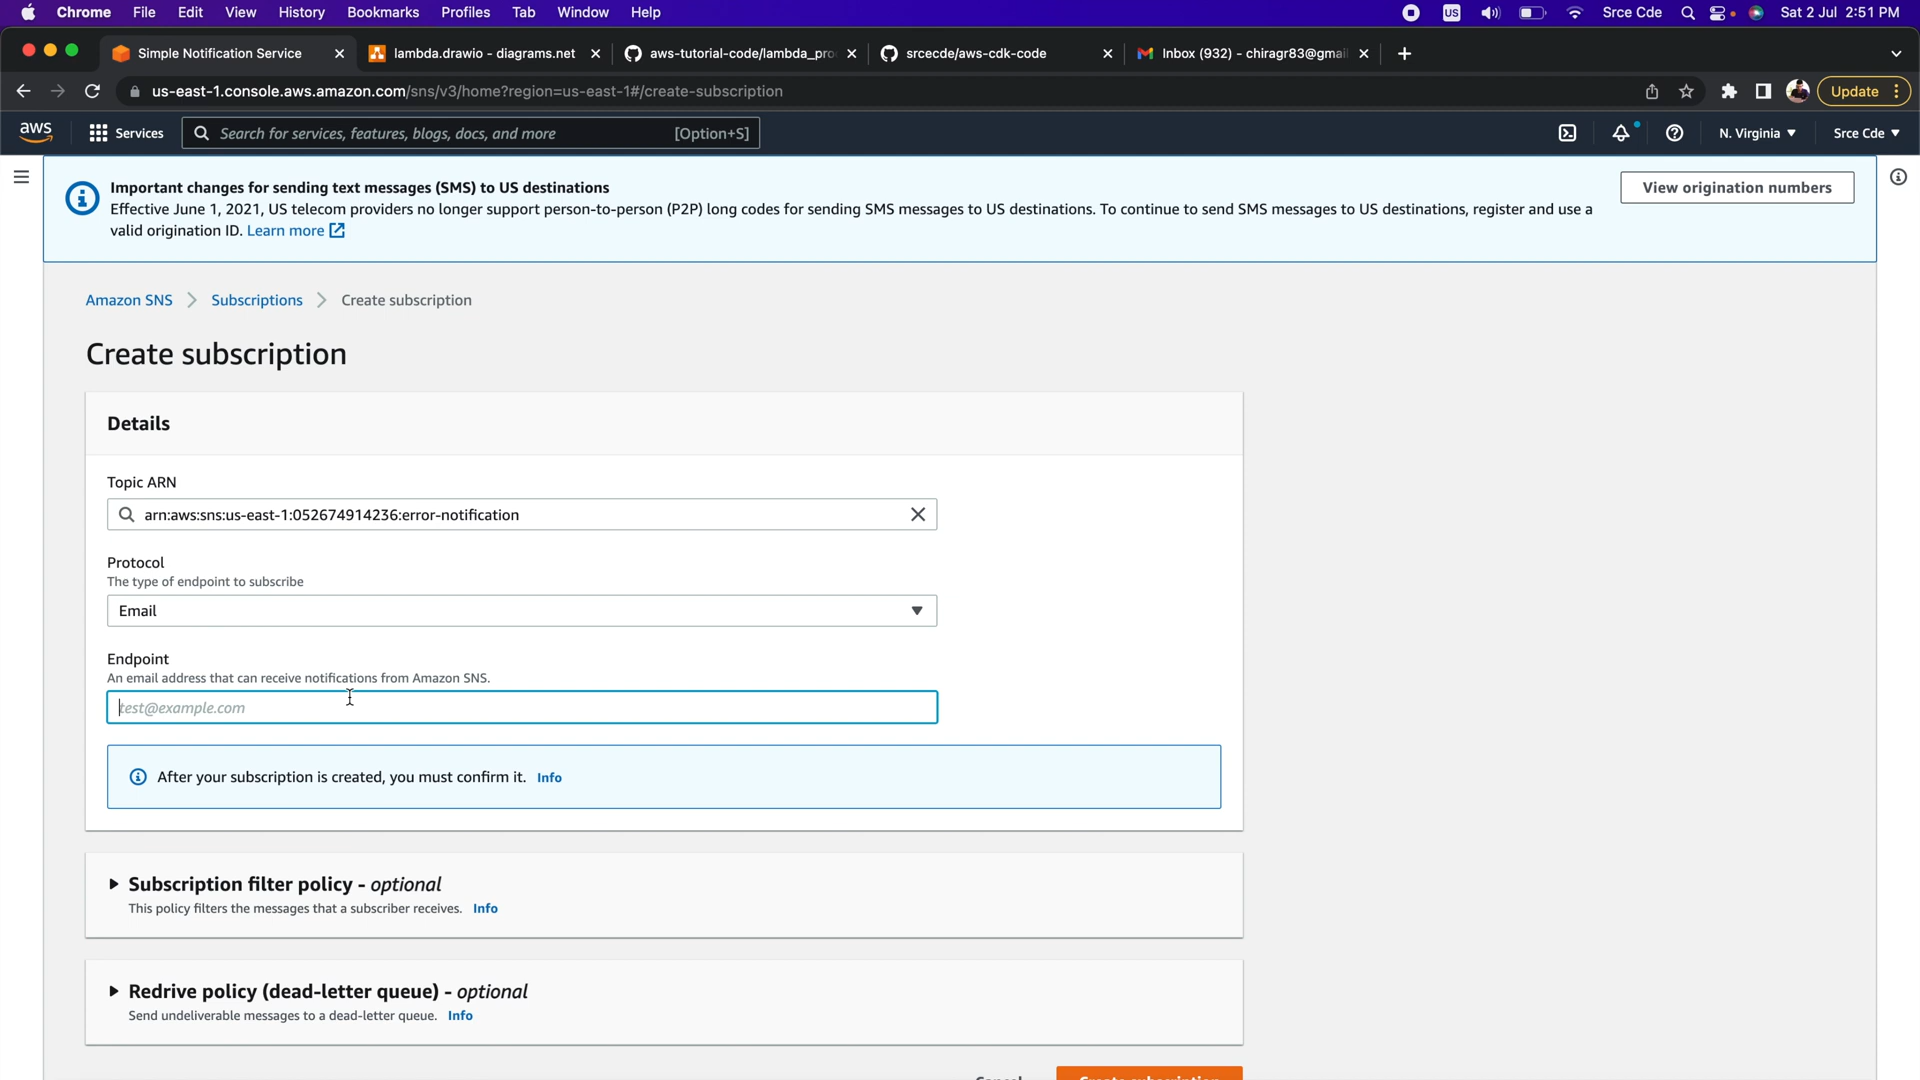 Chrome File Edit View History Bookmarks Profiles Tab Window Help US Srce Cde Sat 2 Jul 2:51 PM
Simple Notification Service lambda.drawio - diagrams.net aws-tutorial-code/lambda_pro srcecde/aws-cdk-code Inbox (932) - chiragr83@gmai
us-east-1.console.aws.amazon.com/sns/v3/home?region=us-east-1#/create-subscription Update
aws Services Search for services, features, blogs, docs, and more [Option+S] N. Virginia Srce Cde
Important changes for sending text messages (SMS) to US destinations
View origination numbers
Effective June 1, 2021, US telecom providers no longer support person-to-person (P2P) long codes for sending SMS messages to US destinations. To continue to send SMS messages to US destinations, register and use a
valid origination ID. Learn more
Amazon SNS Subscriptions Create subscription
Create subscription
Details
Topic ARN
arn:aws:sns:us-east-1:052674914236:error-notification
Protocol
The type of endpoint to subscribe
Email
Endpoint
An email address that can receive notifications from Amazon SNS.
test@example.com
After your subscription is created, you must confirm it. Info
Subscription filter policy - optional
This policy filters the messages that a subscriber receives. Info
Redrive policy (dead-letter queue) - optional
Send undeliverable messages to a dead-letter queue. Info
Cancel Create subscription